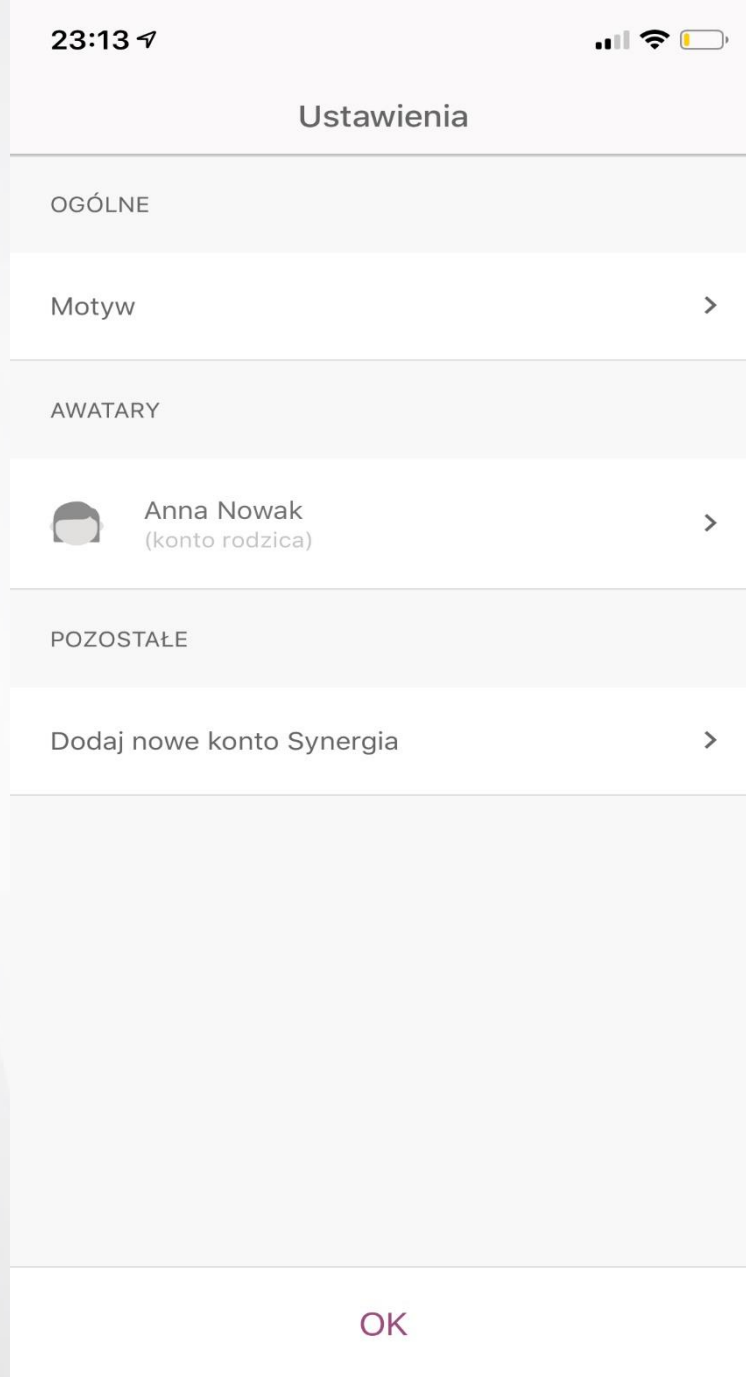 23:13
Ustawienia
OGÓLNE
Motyw
AWATARY
Anna Nowak
(konto rodzica)
POZOSTAŁE
Dodaj nowe konto Synergia
OK